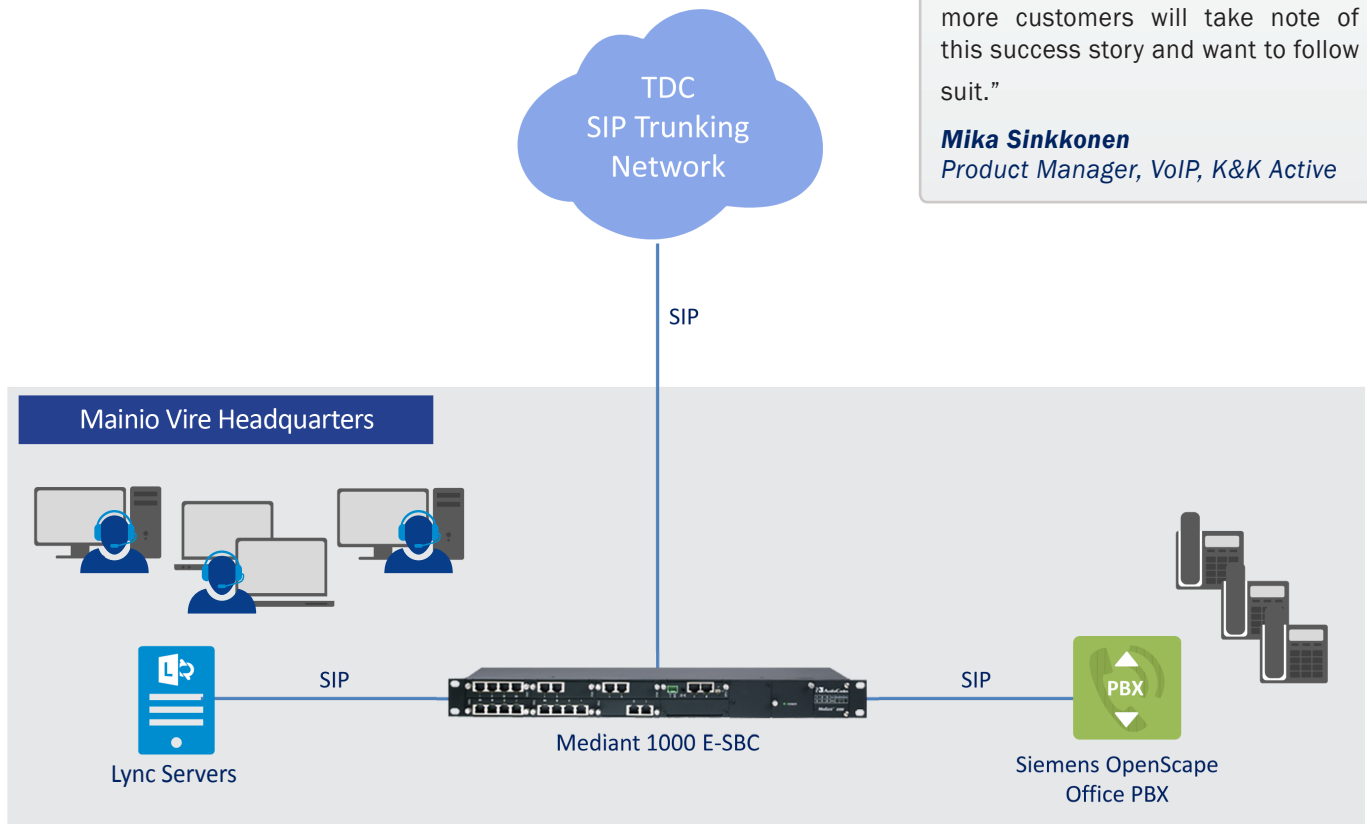 more customers will take note of
this success story and want to follow
suit.”
Mika Sinkkonen
Product Manager, VoIP, K&K Active
TDC
SIP Trunking
Network
SIP
Mainio Vire Headquarters
L
SIP
AudioCodes
SIP
PBX
Mediant 1000 E-SBC
Lync Servers
Siemens OpenScape
Office PBX